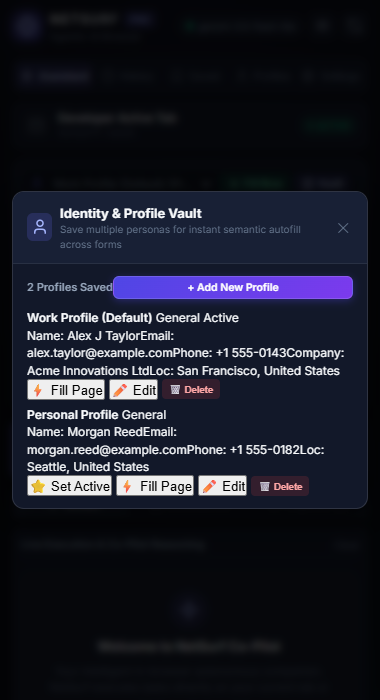 Identity & Profile Vault
Save multiple personas for instant semantic autofill
across forms
2 Profiles Saved
+ Add New Profile
Work Profile (Default) General Active
Name: Alex J TaylorEmail:
alex.taylor@example.comPhone: +1 555-0143Company:
Acme Innovations LtdLoc: San Francisco, United States
Fill Page Edit Delete
Personal Profile General
Name: Morgan ReedEmail:
morgan.reed@example.comPhone: +1 555-0182Loc:
Seattle, United States
Set Active Fill Page Edit Delete